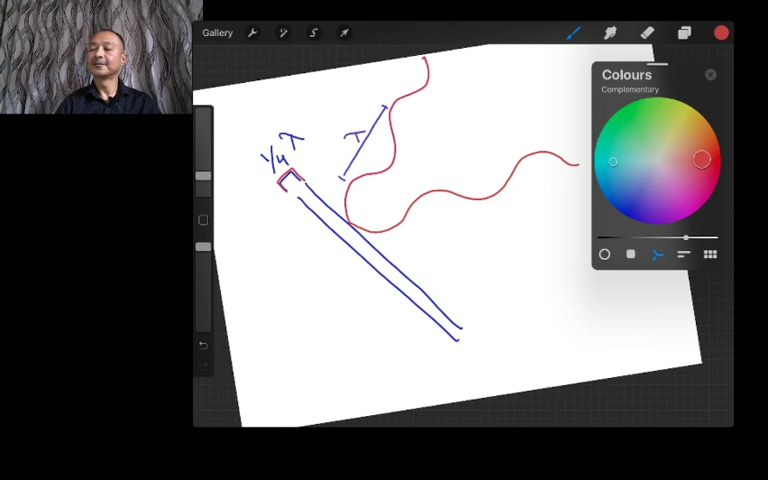 Gallery
Colours
Complementary
λ
1/4 λ